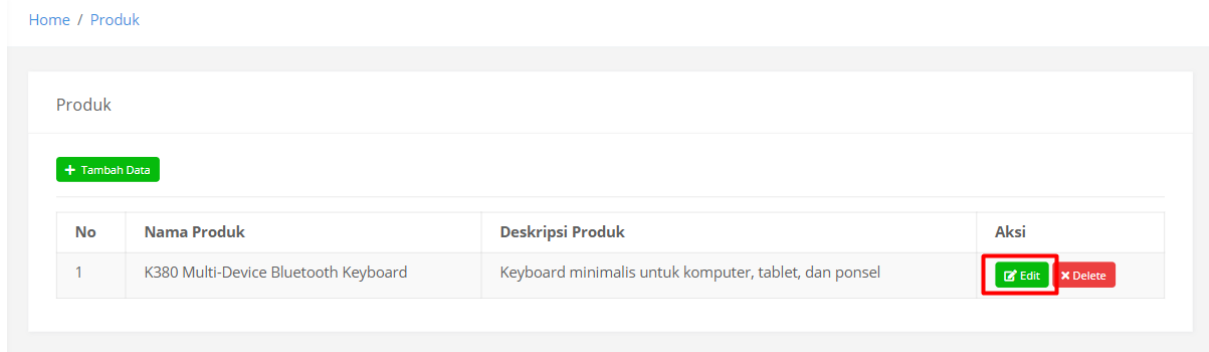 Home / Produk
Produk
+ Tambah Data
No Nama Produk Deskripsi Produk Aksi
1 K380 Multi-Device Bluetooth Keyboard Keyboard minimalis untuk komputer, tablet, dan ponsel Edit Delete